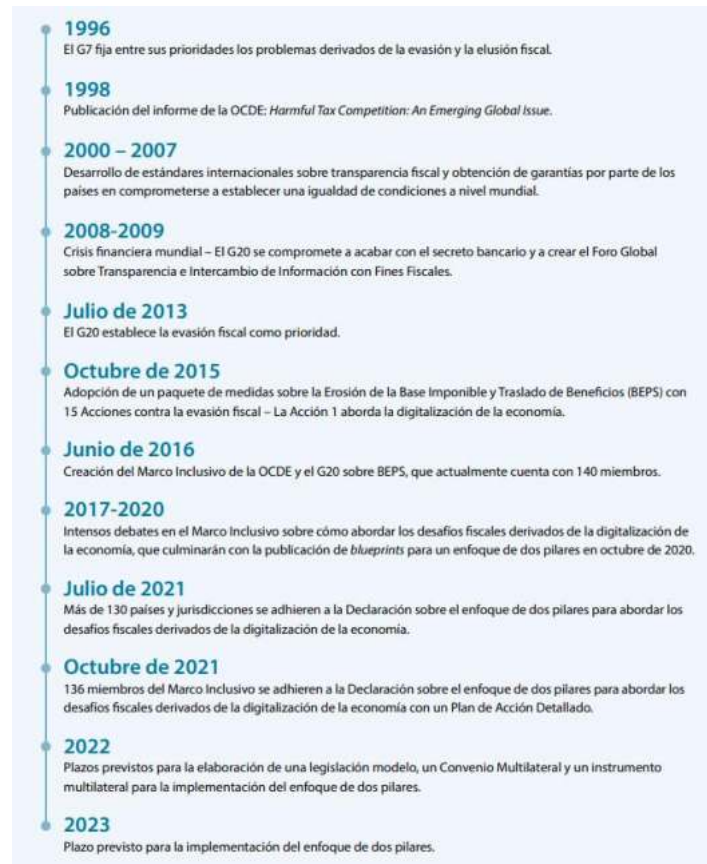 1996
El G7 fija entre sus prioridades los problemas derivados de la evasión y la elusión fiscal.
1998
Publicación del informe de la OCDE: Harmful Tax Competition: An Emerging Global Issue.
2000 – 2007
Desarrollo de estándares internacionales sobre transparencia fiscal y obtención de garantías por parte de los
países en comprometerse a establecer una igualdad de condiciones a nivel mundial.
2008-2009
Crisis financiera mundial – El G20 se compromete a acabar con el secreto bancario y a crear el Foro Global
sobre Transparencia e Intercambio de Información con Fines Fiscales.
Julio de 2013
El G20 establece la evasión fiscal como prioridad.
Octubre de 2015
Adopción de un paquete de medidas sobre la Erosión de la Base Imponible y Traslado de Beneficios (BEPS) con
15 Acciones contra la evasión fiscal – La Acción 1 aborda la digitalización de la economía.
Junio de 2016
Creación del Marco Inclusivo de la OCDE y el G20 sobre BEPS, que actualmente cuenta con 140 miembros.
2017-2020
Intensos debates en el Marco Inclusivo sobre cómo abordar los desafíos fiscales derivados de la digitalización de
la economía, que culminarán con la publicación de blueprints para un enfoque de dos pilares en octubre de 2020.
Julio de 2021
Más de 130 países y jurisdicciones se adhieren a la Declaración sobre el enfoque de dos pilares para abordar los
desafíos fiscales derivados de la digitalización de la economía.
Octubre de 2021
136 miembros del Marco Inclusivo se adhieren a la Declaración sobre el enfoque de dos pilares para abordar los
desafíos fiscales derivados de la digitalización de la economía con un Plan de Acción Detallado.
2022
Plazos previstos para la elaboración de una legislación modelo, un Convenio Multilateral y un instrumento
multilateral para la implementación del enfoque de dos pilares.
2023
Plazo previsto para la implementación del enfoque de dos pilares.